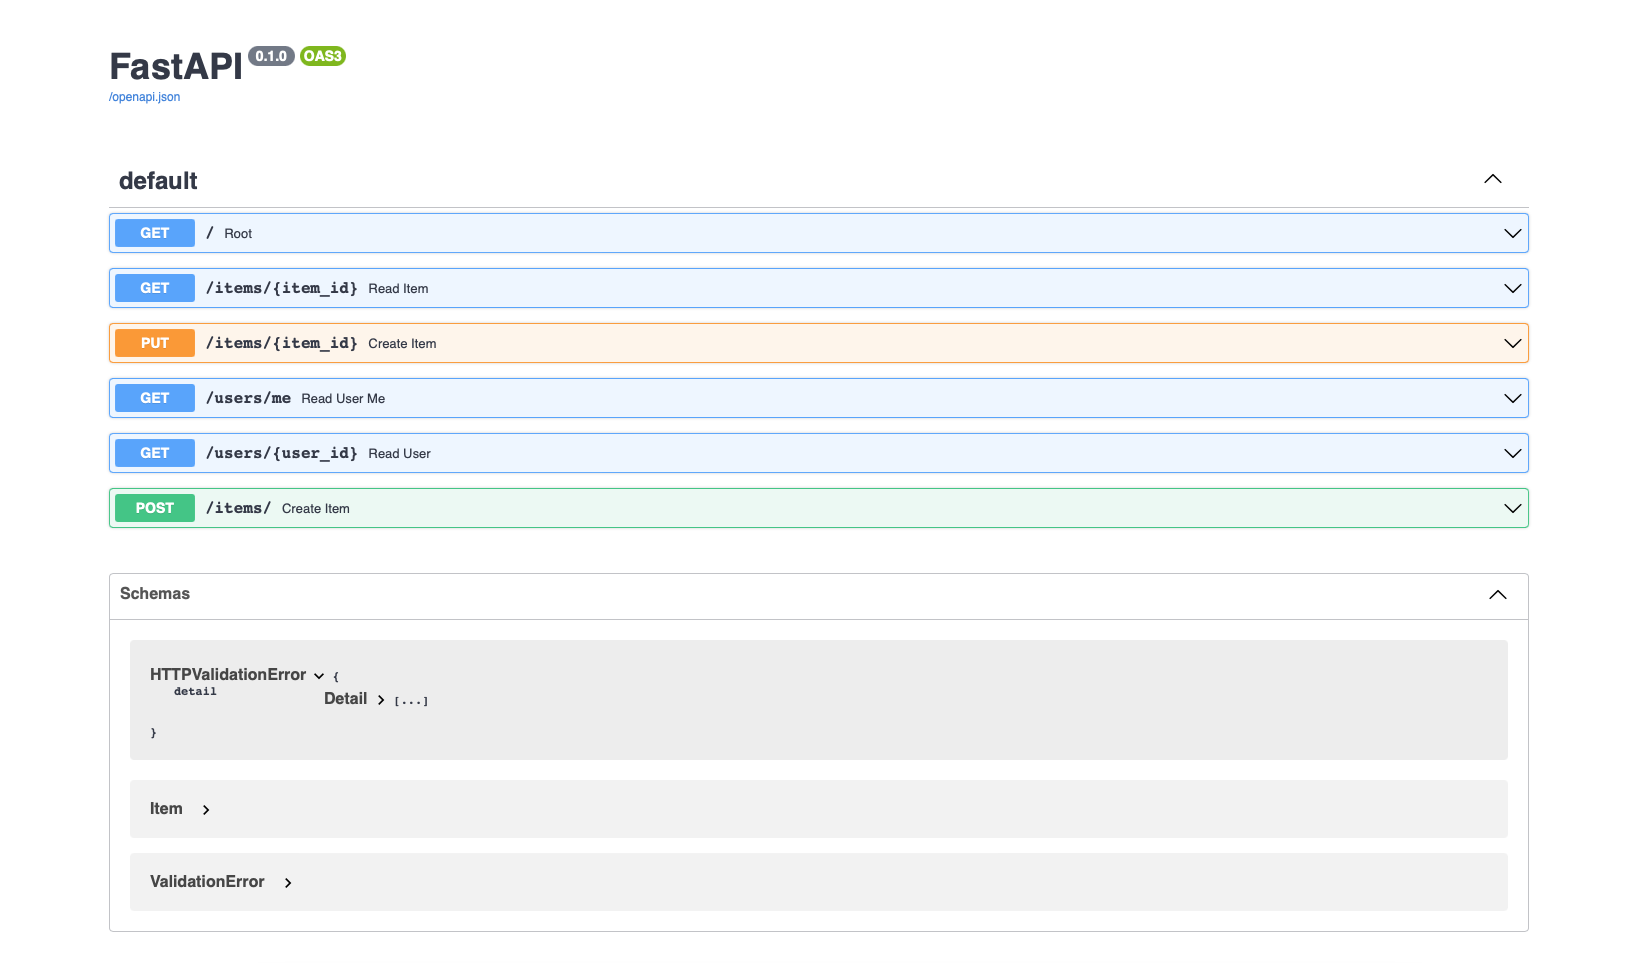 FastAPI 0.1.0 OAS3
/openapi.json
default
GET / Root
GET /items/{item_id} Read Item
PUT /items/{item_id} Create Item
GET /users/me Read User Me
GET /users/{user_id} Read User
POST /items/ Create Item
Schemas
HTTPValidationError {
detail
Detail [...]
}
Item
ValidationError